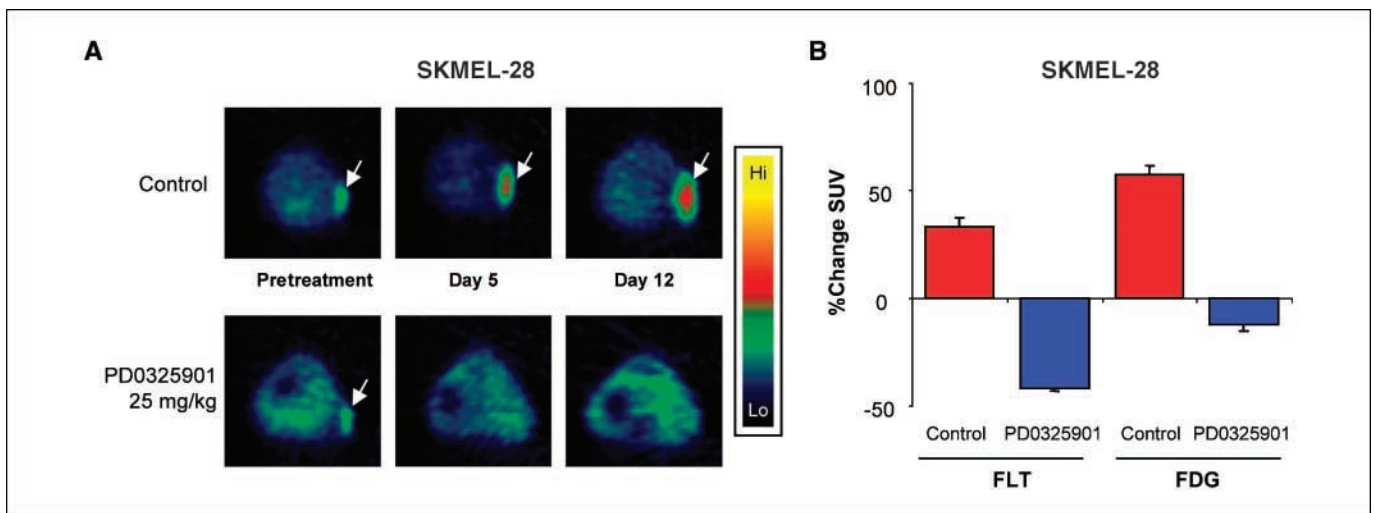 A
SKMEL-28
Control
Pretreatment
Day 5
Day 12
PD0325901
25 mg/kg
Hi
Lo
B
SKMEL-28
%Change SUV
100
50
0
-50
Control PD0325901 Control PD0325901
FLT FDG